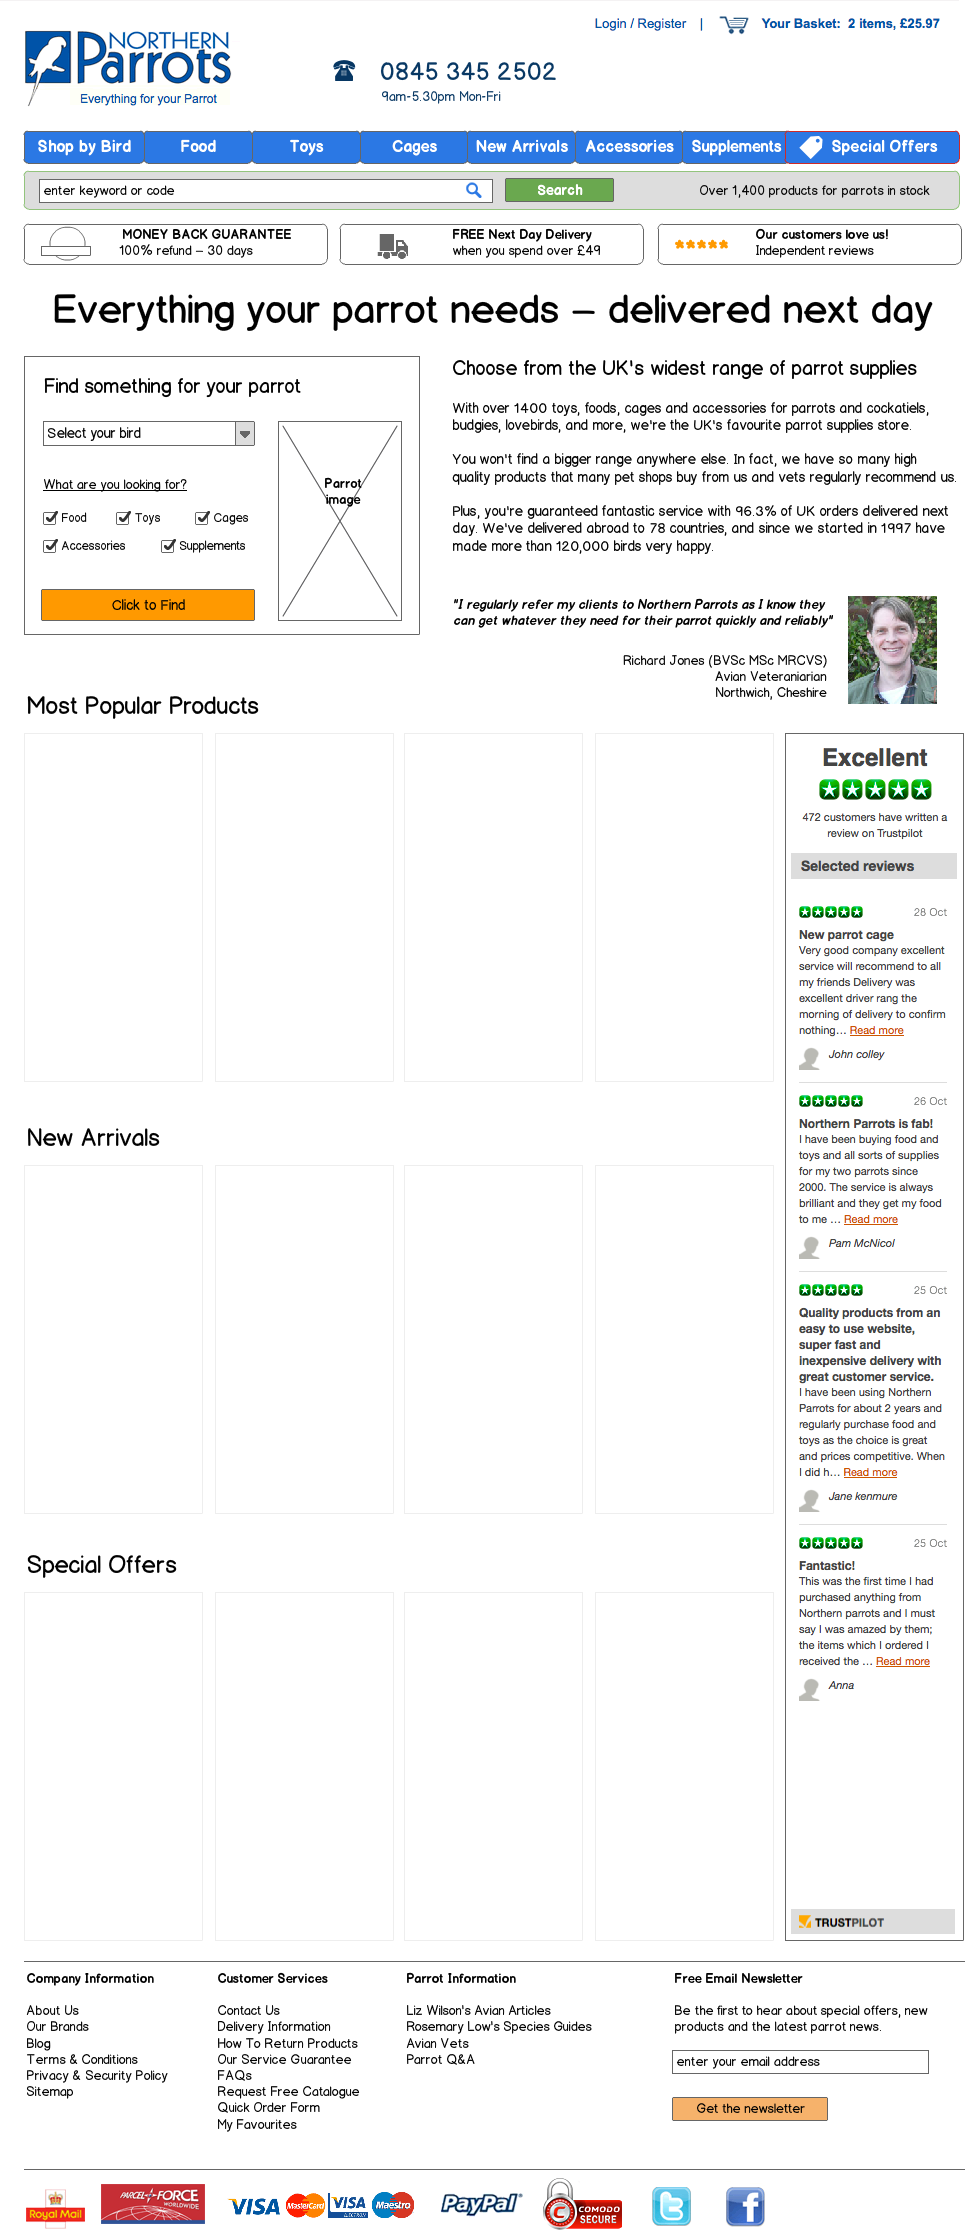 Login / Register | Your Basket: 2 items, £25.97
NORTHERN
Parrots
Everything for your Parrot
0845 345 2502
9am-5.30pm Mon-Fri
Shop by Bird Food Toys Cages New Arrivals Accessories Supplements Special Offers
enter keyword or code Search Over 1,400 products for parrots in stock
MONEY BACK GUARANTEE
100% refund – 30 days
FREE Next Day Delivery
when you spend over £49
Our customers love us!
Independent reviews
Everything your parrot needs – delivered next day
Find something for your parrot
Select your bird
What are you looking for?
Food Toys Cages
Accessories Supplements
Click to Find
Parrot
image
Choose from the UK's widest range of parrot supplies
With over 1400 toys, foods, cages and accessories for parrots and cockatiels,
budgies, lovebirds, and more, we're the UK's favourite parrot supplies store.
You won't find a bigger range anywhere else. In fact, we have so many high
quality products that many pet shops buy from us and vets regularly recommend us.
Plus, you're guaranteed fantastic service with 96.3% of UK orders delivered next
day. We've delivered abroad to 78 countries, and since we started in 1997 have
made more than 120,000 birds very happy.
"I regularly refer my clients to Northern Parrots as I know they
can get whatever they need for their parrot quickly and reliably"
Richard Jones (BVSc MSc MRCVS)
Avian Veteraniarian
Northwich, Cheshire
Most Popular Products
New Arrivals
Special Offers
Excellent
472 customers have written a
review on Trustpilot
Selected reviews
28 Oct
New parrot cage
Very good company excellent
service will recommend to all
my friends Delivery was
excellent driver rang the
morning of delivery to confirm
nothing... Read more
John colley
26 Oct
Northern Parrots is fab!
I have been buying food and
toys and all sorts of supplies
for my two parrots since
2000. The service is always
brilliant and they get my food
to me ... Read more
Pam McNicol
25 Oct
Quality products from an
easy to use website,
super fast and
inexpensive delivery with
great customer service.
I have been using Northern
Parrots for about 2 years and
regularly purchase food and
toys as the choice is great
and prices competitive. When
I did h... Read more
Jane kenmure
25 Oct
Fantastic!
This was the first time I had
purchased anything from
Northern parrots and I must
say I was amazed by them;
the items which I ordered I
received the ... Read more
Anna
TRUSTPILOT
Company Information
About Us
Our Brands
Blog
Terms & Conditions
Privacy & Security Policy
Sitemap
Customer Services
Contact Us
Delivery Information
How To Return Products
Our Service Guarantee
FAQs
Request Free Catalogue
Quick Order Form
My Favourites
Parrot Information
Liz Wilson's Avian Articles
Rosemary Low's Species Guides
Avian Vets
Parrot Q&A
Free Email Newsletter
Be the first to hear about special offers, new
products and the latest parrot news.
enter your email address
Get the newsletter
Royal Mail
PARCELFORCE
WORLDWIDE
VISA
MasterCard
VISA
ELECTRON
Maestro
PayPal
COMODO
SECURE